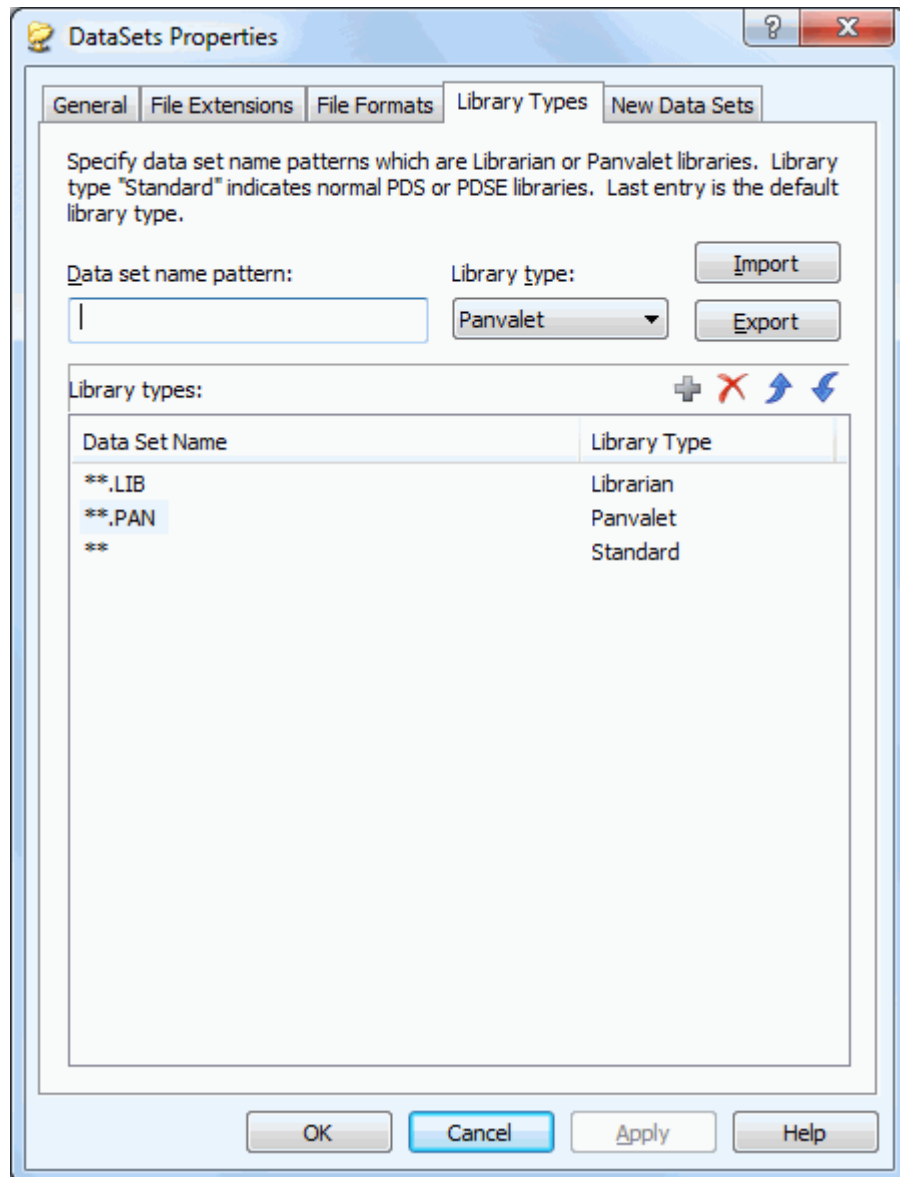 DataSets Properties
General File Extensions File Formats Library Types New Data Sets
Specify data set name patterns which are Librarian or Panvalet libraries. Library
type "Standard" indicates normal PDS or PDSE libraries. Last entry is the default
library type.
Data set name pattern: Library type: Import
Panvalet Export
Library types:
Data Set Name Library Type
**.LIB Librarian
**.PAN Panvalet
** Standard
OK Cancel Apply Help